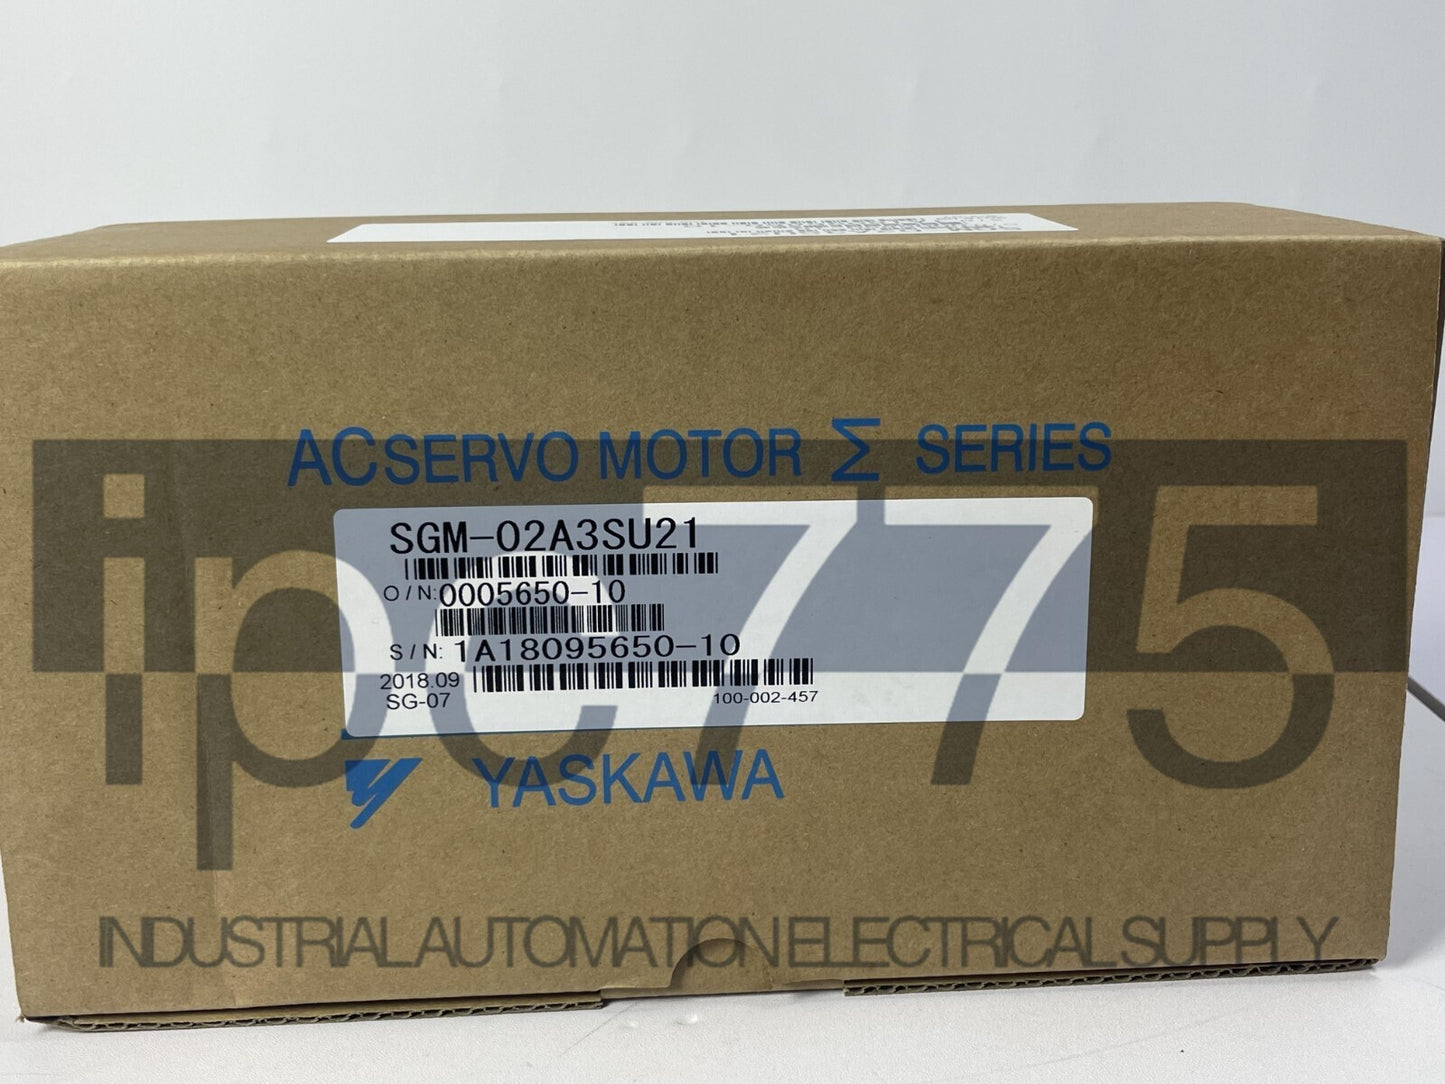 AC SERVO MOTOR Σ SERIES
SGM-02A3SU21
O/N:0005650-10
S/N: 1A18095650-10
2018.09
SG-07 100-002-457
YASKAWA
ipc775
INDUSTRIAL AUTOMATION ELECTRICAL SUPPLY